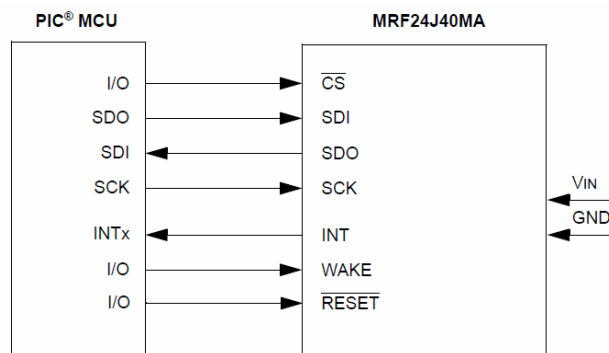 PIC® MCU MRF24J40MA
I/O CS
SDO SDI
SDI SDO
SCK SCK
VIN
GND
INTx INT
I/O WAKE
I/O RESET